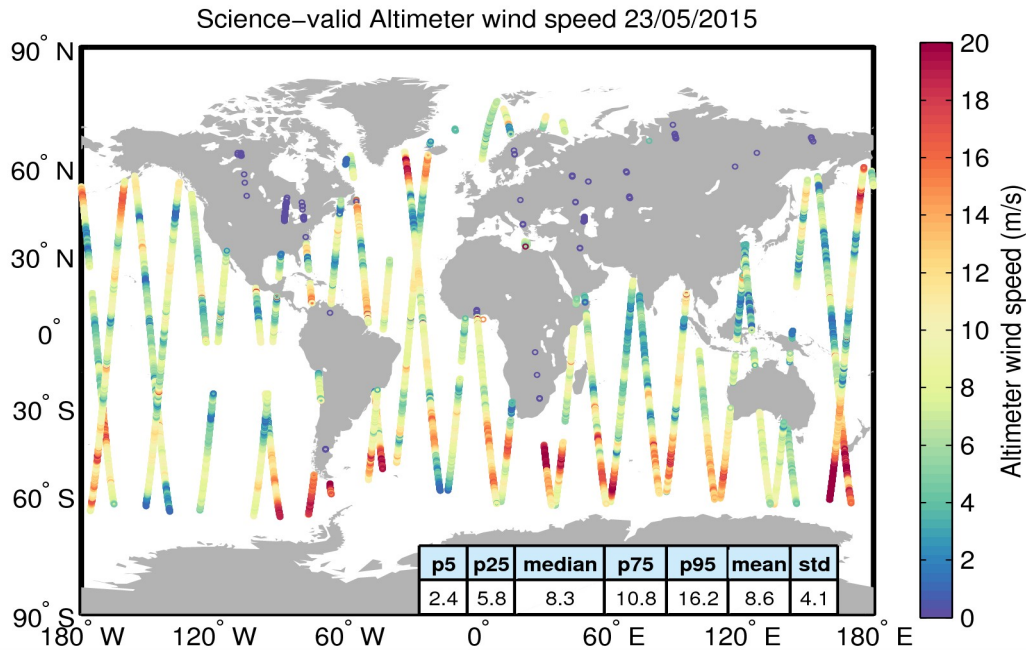 Science-valid Altimeter wind speed 23/05/2015
90° N
60° N
30° N
0°
30° S
60° S
90° S
180° W
120° W
60° W
0°
60° E
120° E
180° E
p5 p25 median p75 p95 mean std
2.4 5.8 8.3 10.8 16.2 8.6 4.1
20
18
16
14
12
10
8
6
4
2
0
Altimeter wind speed (m/s)